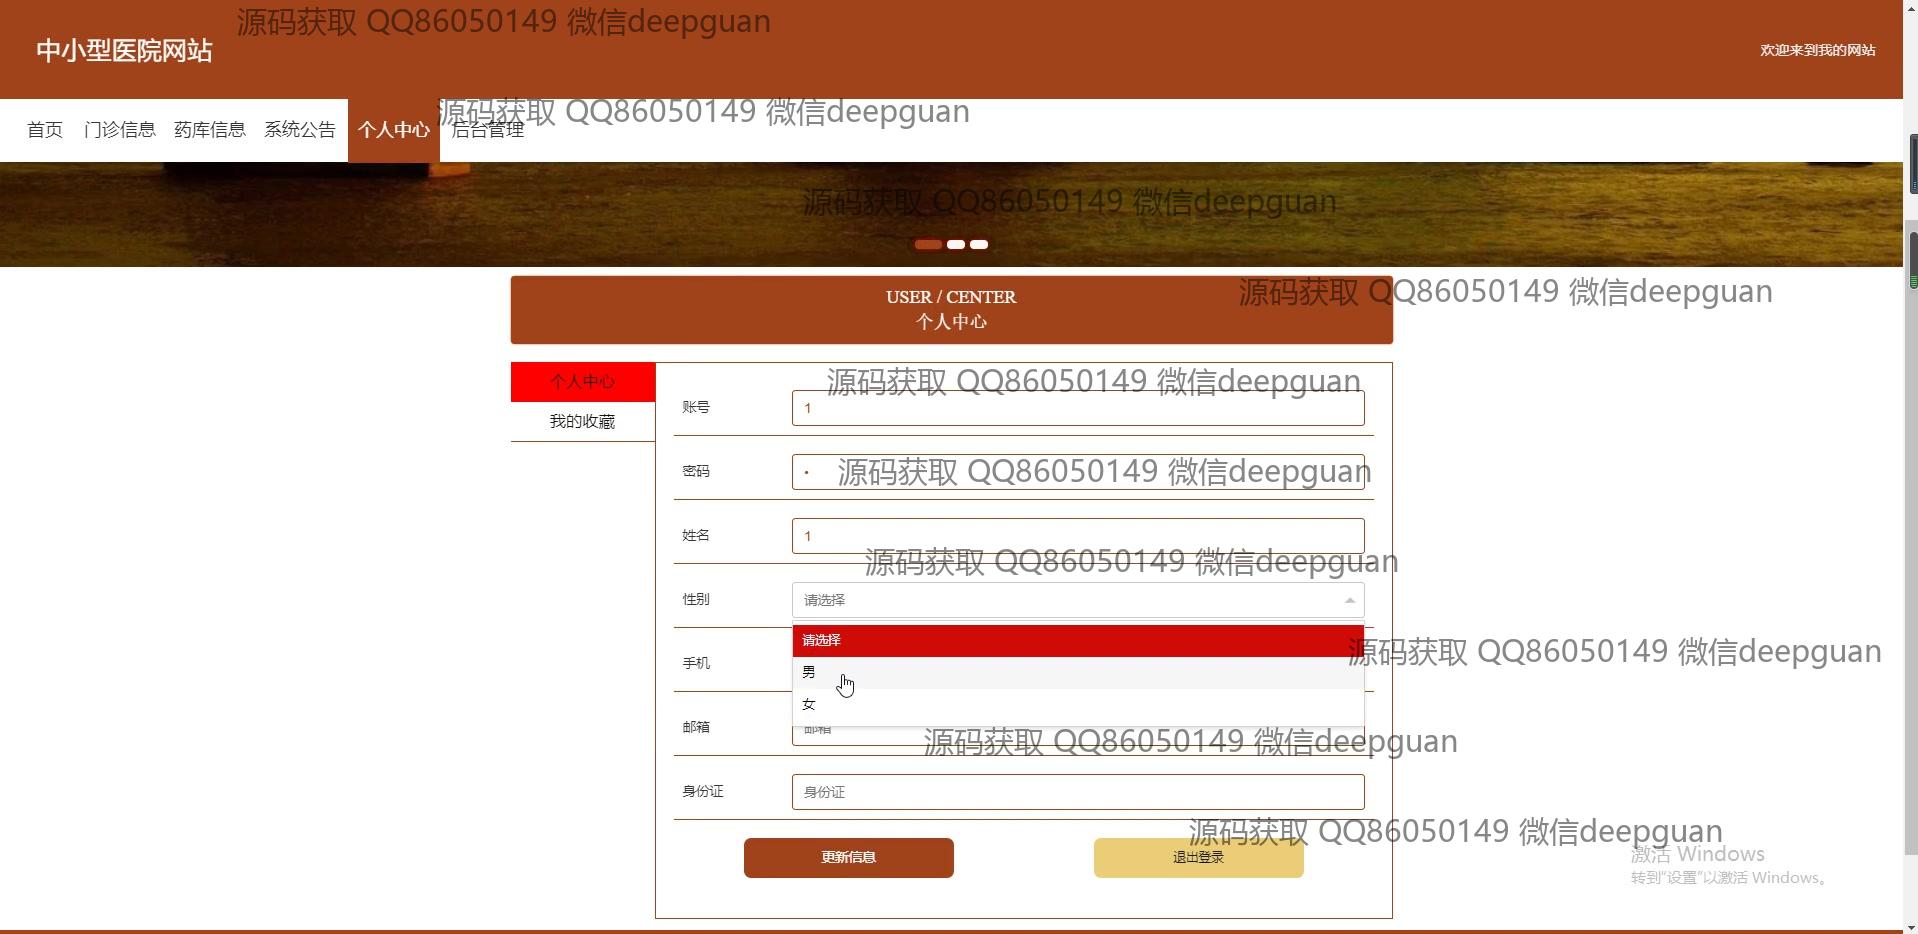 源码获取 QQ86050149 微信deepguan
中小型医院网站
欢迎来到我的网站
源码获取 QQ86050149 微信deepguan
首页 门诊信息 药库信息 系统公告 个人中心 后台管理
源码获取 QQ86050149 微信deepguan
USER / CENTER
个人中心
源码获取 QQ86050149 微信deepguan
个人中心
我的收藏
源码获取 QQ86050149 微信deepguan
账号 1
密码
源码获取 QQ86050149 微信deepguan
姓名 1
源码获取 QQ86050149 微信deepguan
性别 请选择
请选择
源码获取 QQ86050149 微信deepguan
手机
男
女
邮箱 邮箱
源码获取 QQ86050149 微信deepguan
身份证 身份证
源码获取 QQ86050149 微信deepguan
更新信息 退出登录
激活 Windows
转到“设置”以激活 Windows。